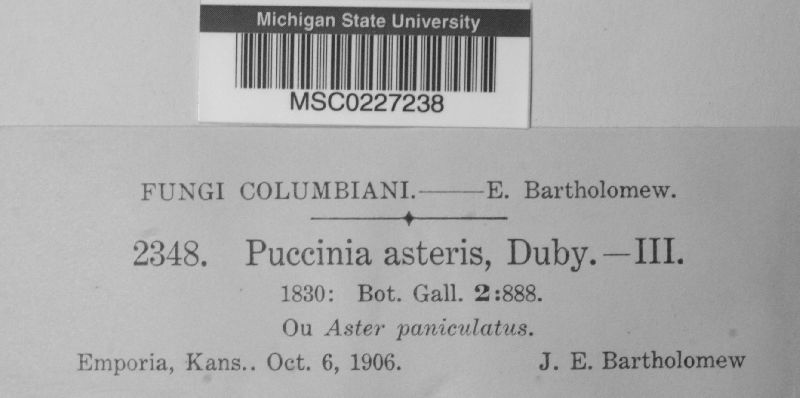 Michigan State University
MSC0227238
FUNGI COLUMBIANI.——E. Bartholomew.
2348. Puccinia asteris, Duby.—III.
1830: Bot. Gall. 2:888.
Ou Aster paniculatus.
Emporia, Kans.. Oct. 6, 1906. J. E. Bartholomew